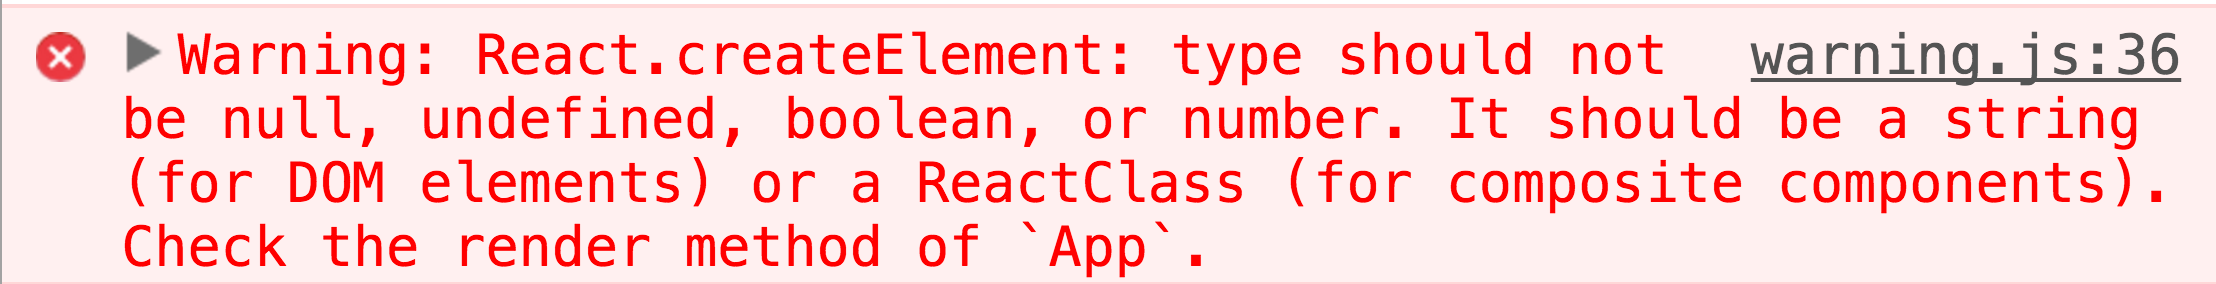 Warning: React.createElement: type should not warning.js:36
be null, undefined, boolean, or number. It should be a string
(for DOM elements) or a ReactClass (for composite components).
Check the render method of `App`.